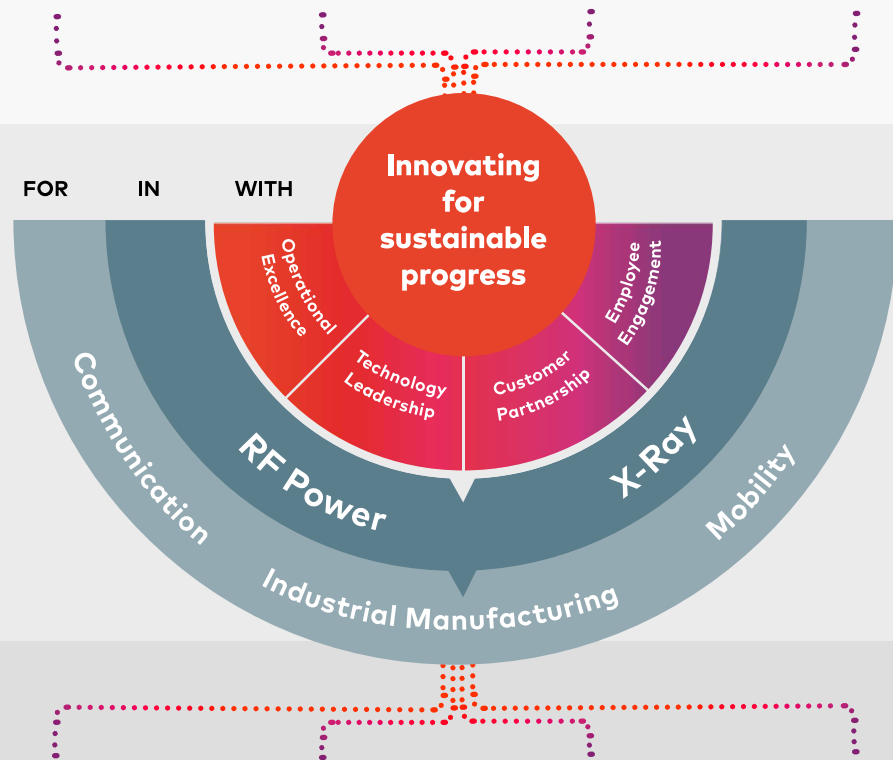 FOR
IN
WITH
Innovating
for
sustainable
progress
Operational
Excellence
Technology
Leadership
Customer
Partnership
Employee
Engagement
RF Power
X-Ray
Communication
Industrial Manufacturing
Mobility